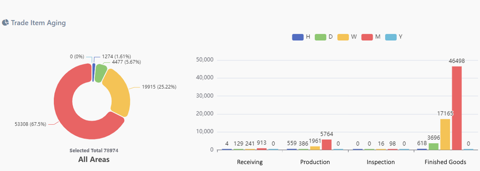 Trade Item Aging
H D W M Y
0 (0%)
1274 (1.61%)
4477 (5.67%)
19915 (25.22%)
53308 (67.5%)
Selected Total 78974
All Areas
50,000
40,000
30,000
20,000
10,000
0
4 129 241 913 0
559 386 1961 5764 0
0 0 16 98 0
618 3696 17165 46498 0
Receiving Production Inspection Finished Goods